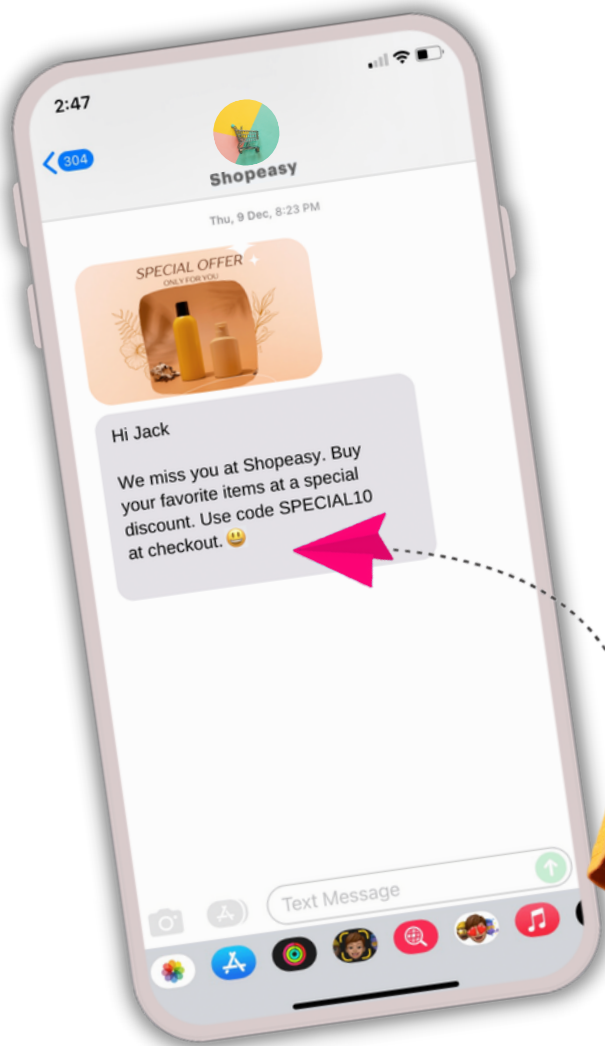 2:47
304
Shopeasy
Thu, 9 Dec, 8:23 PM
SPECIAL OFFER
ONLY FOR YOU
Hi Jack
We miss you at Shopeasy. Buy
your favorite items at a special
discount. Use code SPECIAL10
at checkout.😃
Text Message